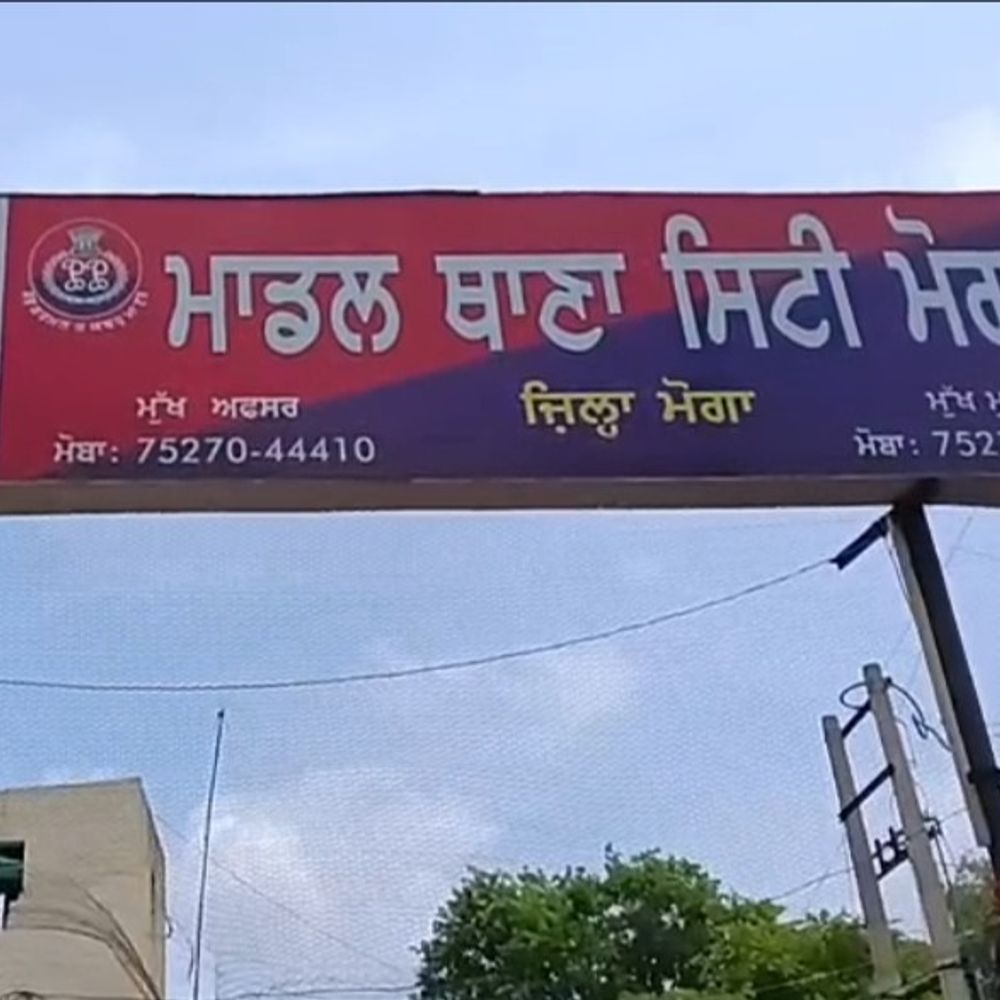 ਮਾਡਲ ਥਾਣਾ ਸਿਟੀ
ਜ਼ਿਲ੍ਹਾ ਮੋਗਾ
ਮੁੱਖ ਅਫਸਰ
ਮੋਬਾ: 75270-44410
ਮੁੱਖ
ਮੋਬਾ: